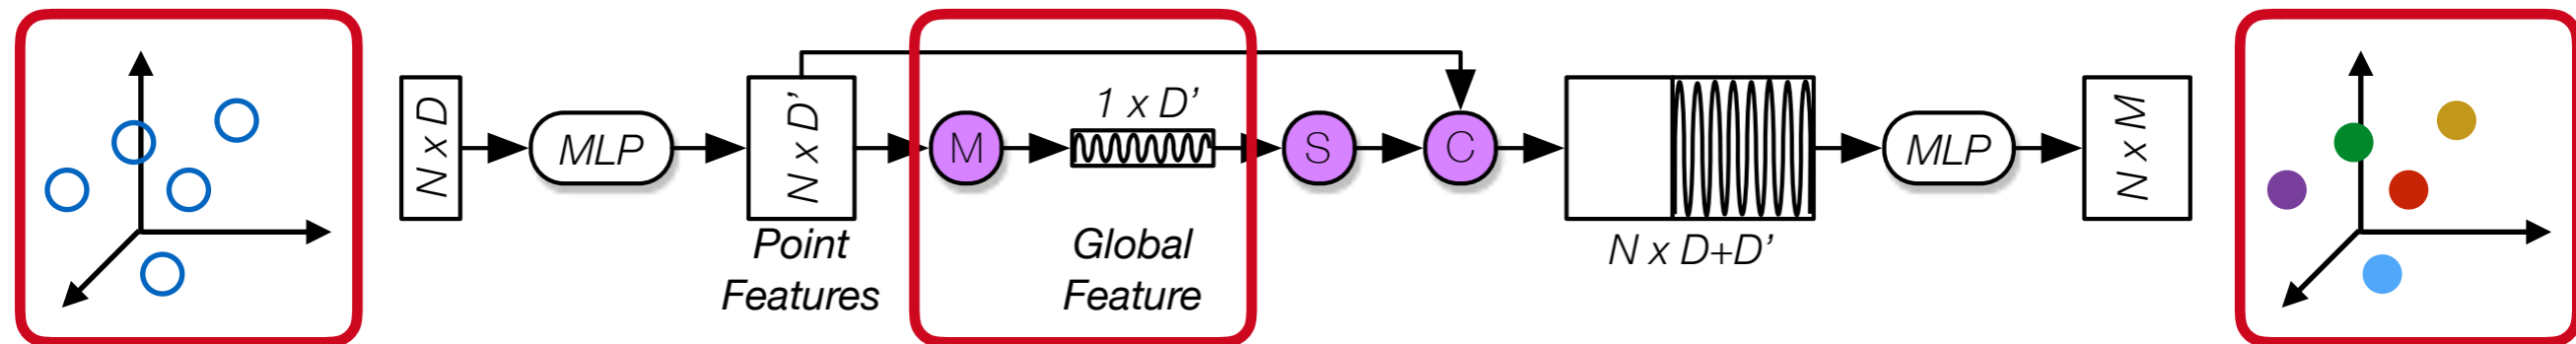 N x D
MLP
N x D'
Point
Features
M
1 x D'
Global
Feature
S
C
N x D+D'
MLP
N x M